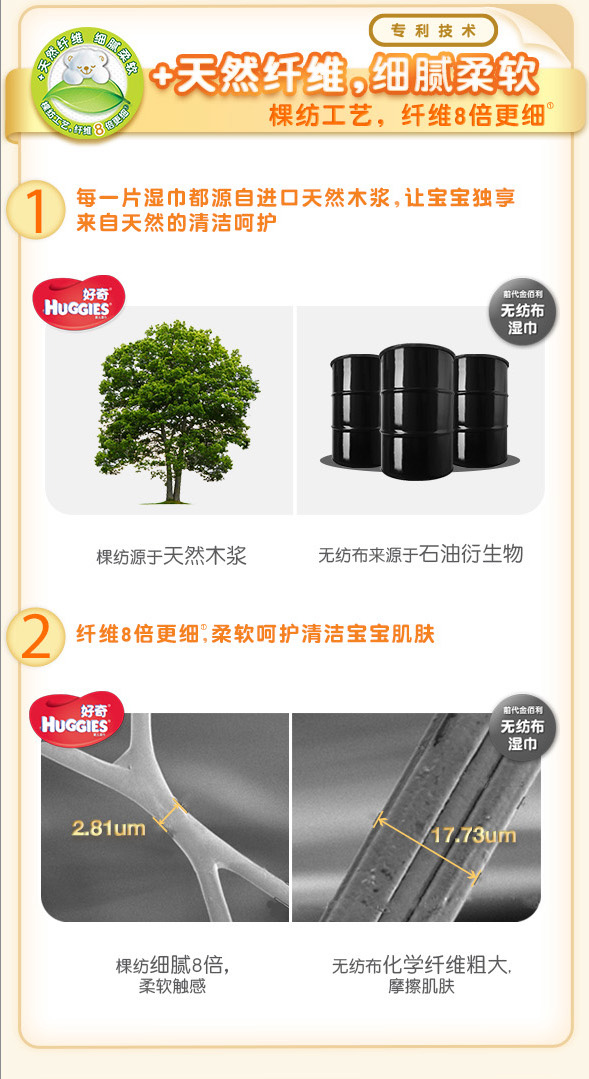 专利技术
+天然纤维 细腻柔软
棵纺工艺,纤维8倍更细
+天然纤维,细腻柔软
棵纺工艺,纤维8倍更细①
1
每一片湿巾都源自进口天然木浆,让宝宝独享
来自天然的清洁呵护
好奇
HUGGIES
前代金佰利
无纺布
湿巾
棵纺源于天然木浆
无纺布来源于石油衍生物
2
纤维8倍更细①,柔软呵护清洁宝宝肌肤
好奇
HUGGIES
前代金佰利
无纺布
湿巾
2.81um
17.73um
棵纺细腻8倍,
柔软触感
无纺布化学纤维粗大,
摩擦肌肤